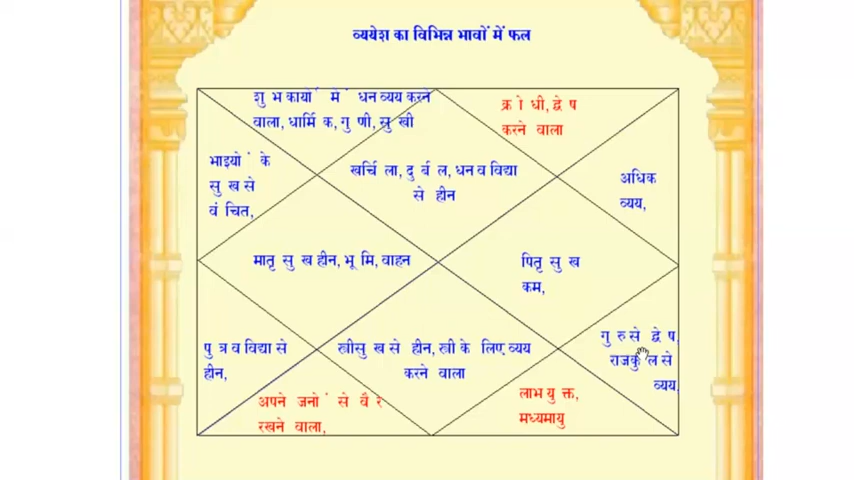 व्ययेश का विभिन्न भावों में फल
शुभ कार्यों में धन व्यय करने
वाला, धार्मिक, गुणी, सुखी
क्रोधी, द्वेष
करने वाला
भाइयों के
सुख से
वंचित,
खर्चिला, दुर्बल, धन व विद्या
से हीन
अधिक
व्यय,
मातृ सुख हीन, भूमि, वाहन
पितृ सुख
कम,
पुत्र व विद्या से
हीन,
स्त्रीसुख से हीन, स्त्री के लिए व्यय
करने वाला
गुरु से द्वेष,
राजकुल से
व्यय,
अपने जनों से वैर
रखने वाला,
लाभ युक्त,
मध्यमायु